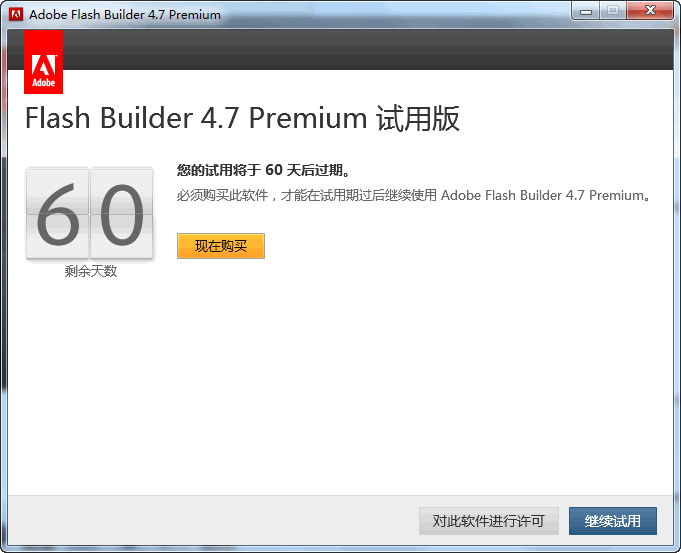 Adobe Flash Builder 4.7 Premium
Adobe
Flash Builder 4.7 Premium 试用版
您的试用将于 60 天后过期。
必须购买此软件，才能在试用期过后继续使用 Adobe Flash Builder 4.7 Premium。
60
现在购买
剩余天数
对此软件进行许可
继续试用